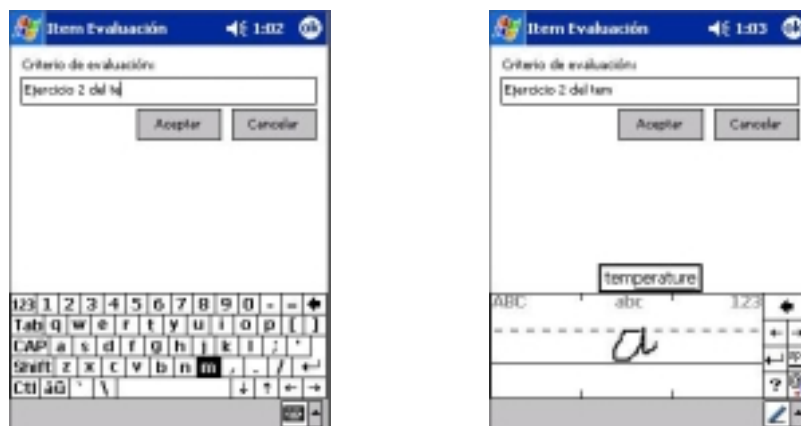 Item Evaluación 1:02 ok
Criterio de evaluación:
Ejercicio 2 del te
Aceptar Cancelar
123 1 2 3 4 5 6 7 8 9 0 - =
Tab q w e r t y u i o p [ ]
CAP a s d f g h j k l ; '
Shift z x c v b n m , . /
Ctl áü ` \
Item Evaluación 1:03 ok
Criterio de evaluación:
Ejercicio 2 del tem
Aceptar Cancelar
temperature
ABC abc 123
a
?